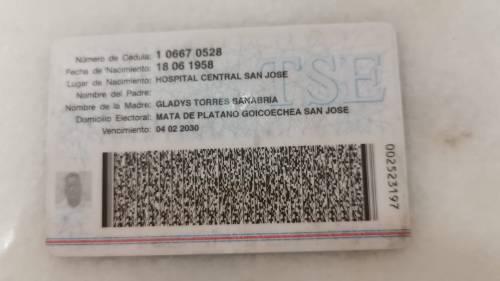 TSE
Número de Cédula: 1 0667 0528
Fecha de Nacimiento: 18 06 1958
Lugar de Nacimiento: HOSPITAL CENTRAL SAN JOSE
Nombre del Padre:
Nombre de la Madre: GLADYS TORRES SANABRIA
Domicilio Electoral: MATA DE PLATANO GOICOECHEA SAN JOSE
Vencimiento: 04 02 2030
002523197